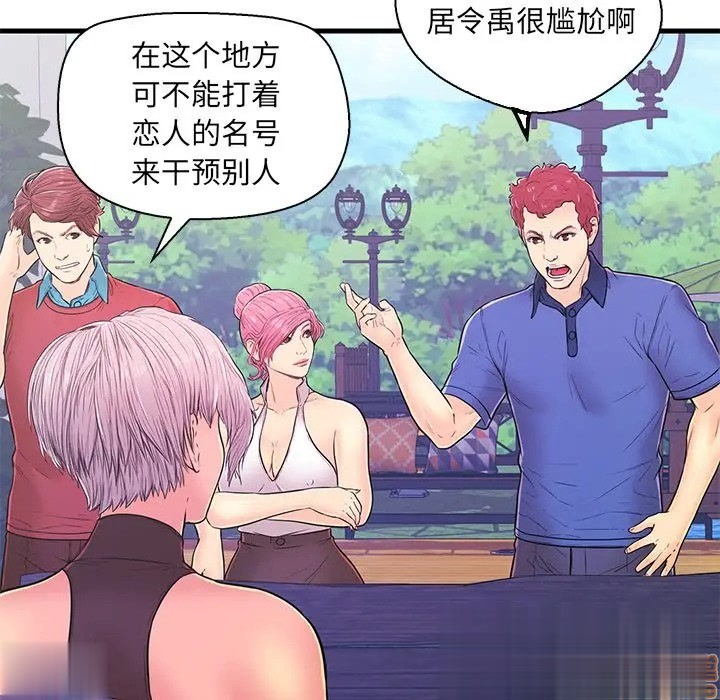 居令禹很尴尬啊
在这个地方
可不能打着
恋人的名号
来干预别人